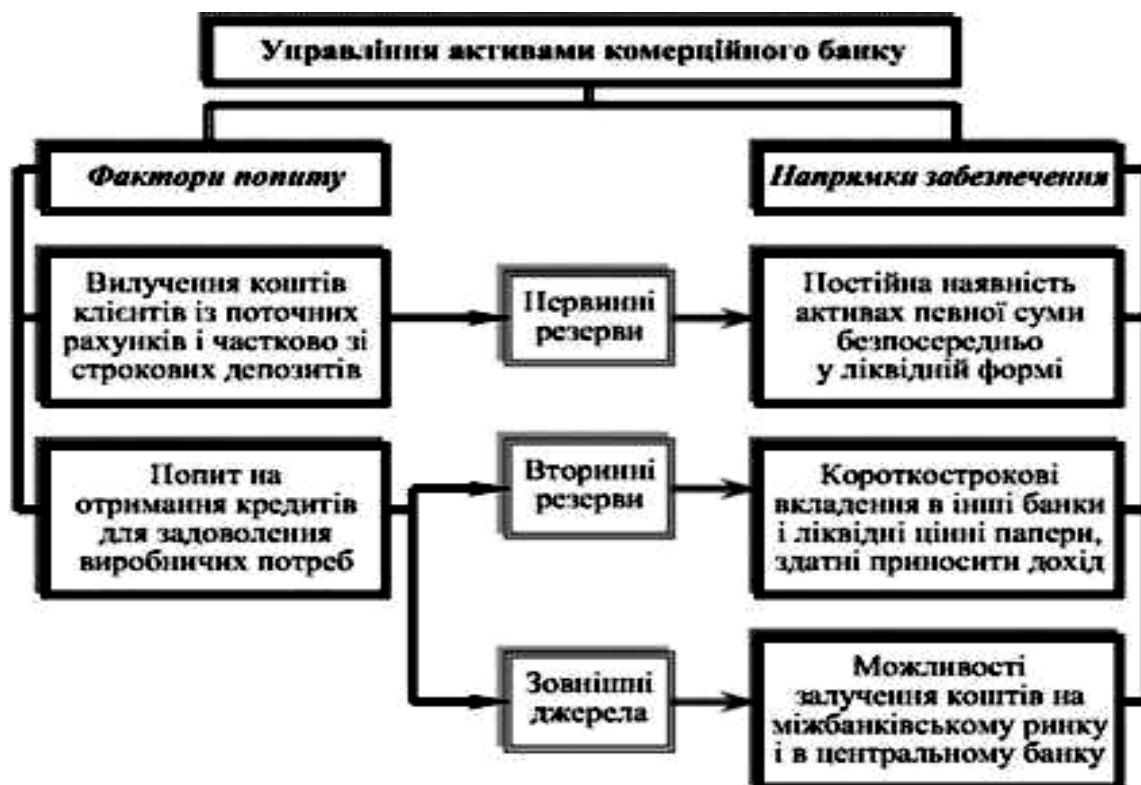 Управління активами комерційного банку
Фактори попиту
Напрямки забезпечення
Вилучення коштів
клієнтів із поточних
рахунків і частково зі
строкових депозитів
Первинні
резерви
Постійна наявність
активах певної суми
безпосередньо
у ліквідній формі
Попит на
отримання кредитів
для задоволення
виробничих потреб
Вторинні
резерви
Короткострокові
вкладення в інші банки
і ліквідні цінні папери,
здатні приносити дохід
Зовнішні
джерела
Можливості
залучення коштів на
міжбанківському ринку
і в центральному банку